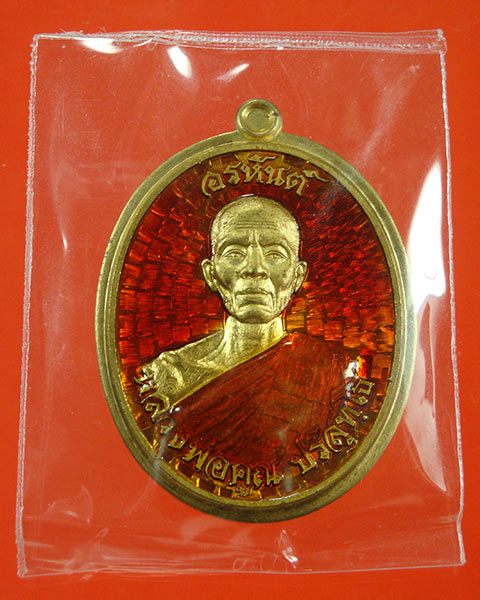 อรหันต์
หลวงพ่อคูณ ปริสุทโธ